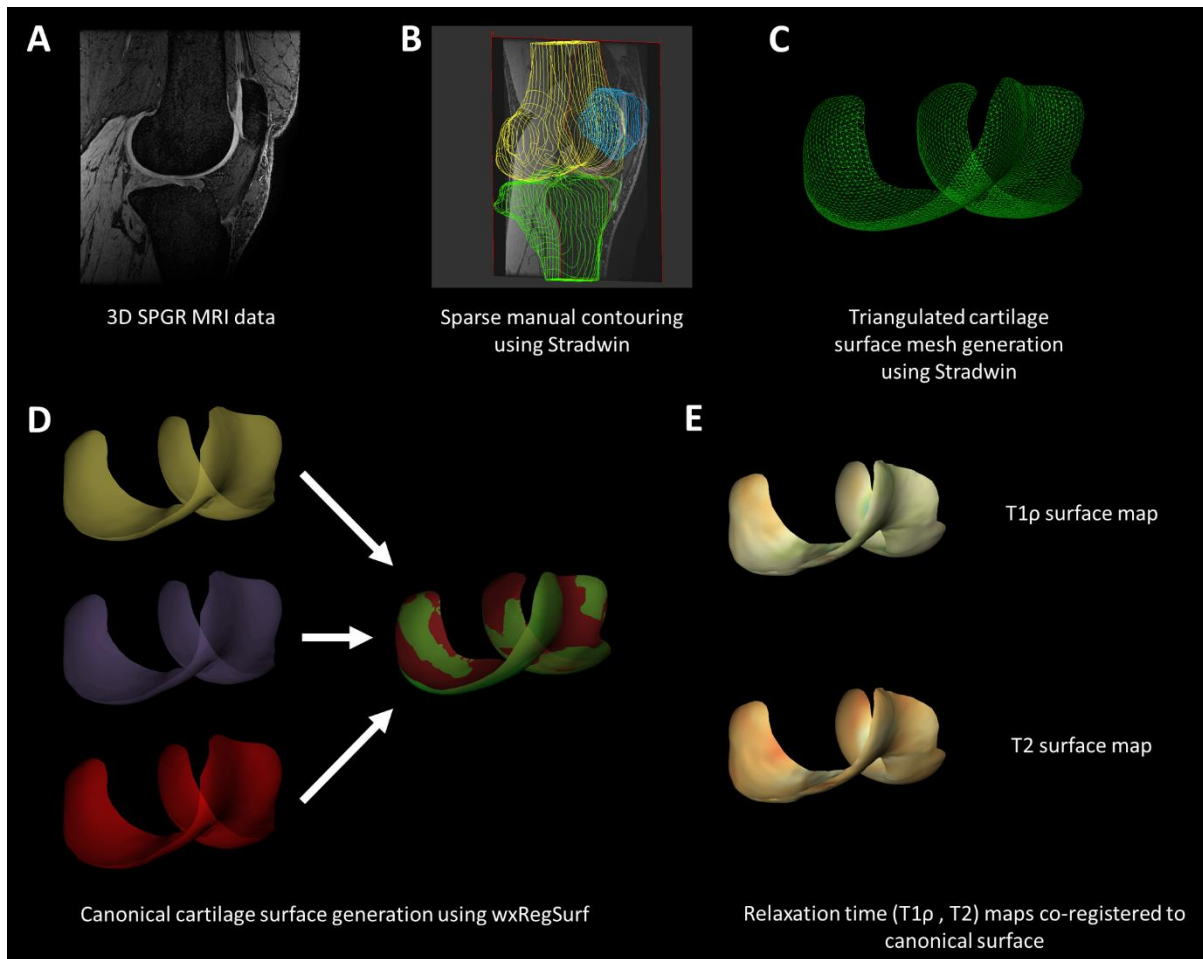 A
B
C
3D SPGR MRI data
Sparse manual contouring
using Stradwin
Triangulated cartilage
surface mesh generation
using Stradwin
D
E
T1ρ surface map
T2 surface map
Canonical cartilage surface generation using wxRegSurf
Relaxation time (T1ρ , T2) maps co-registered to
canonical surface